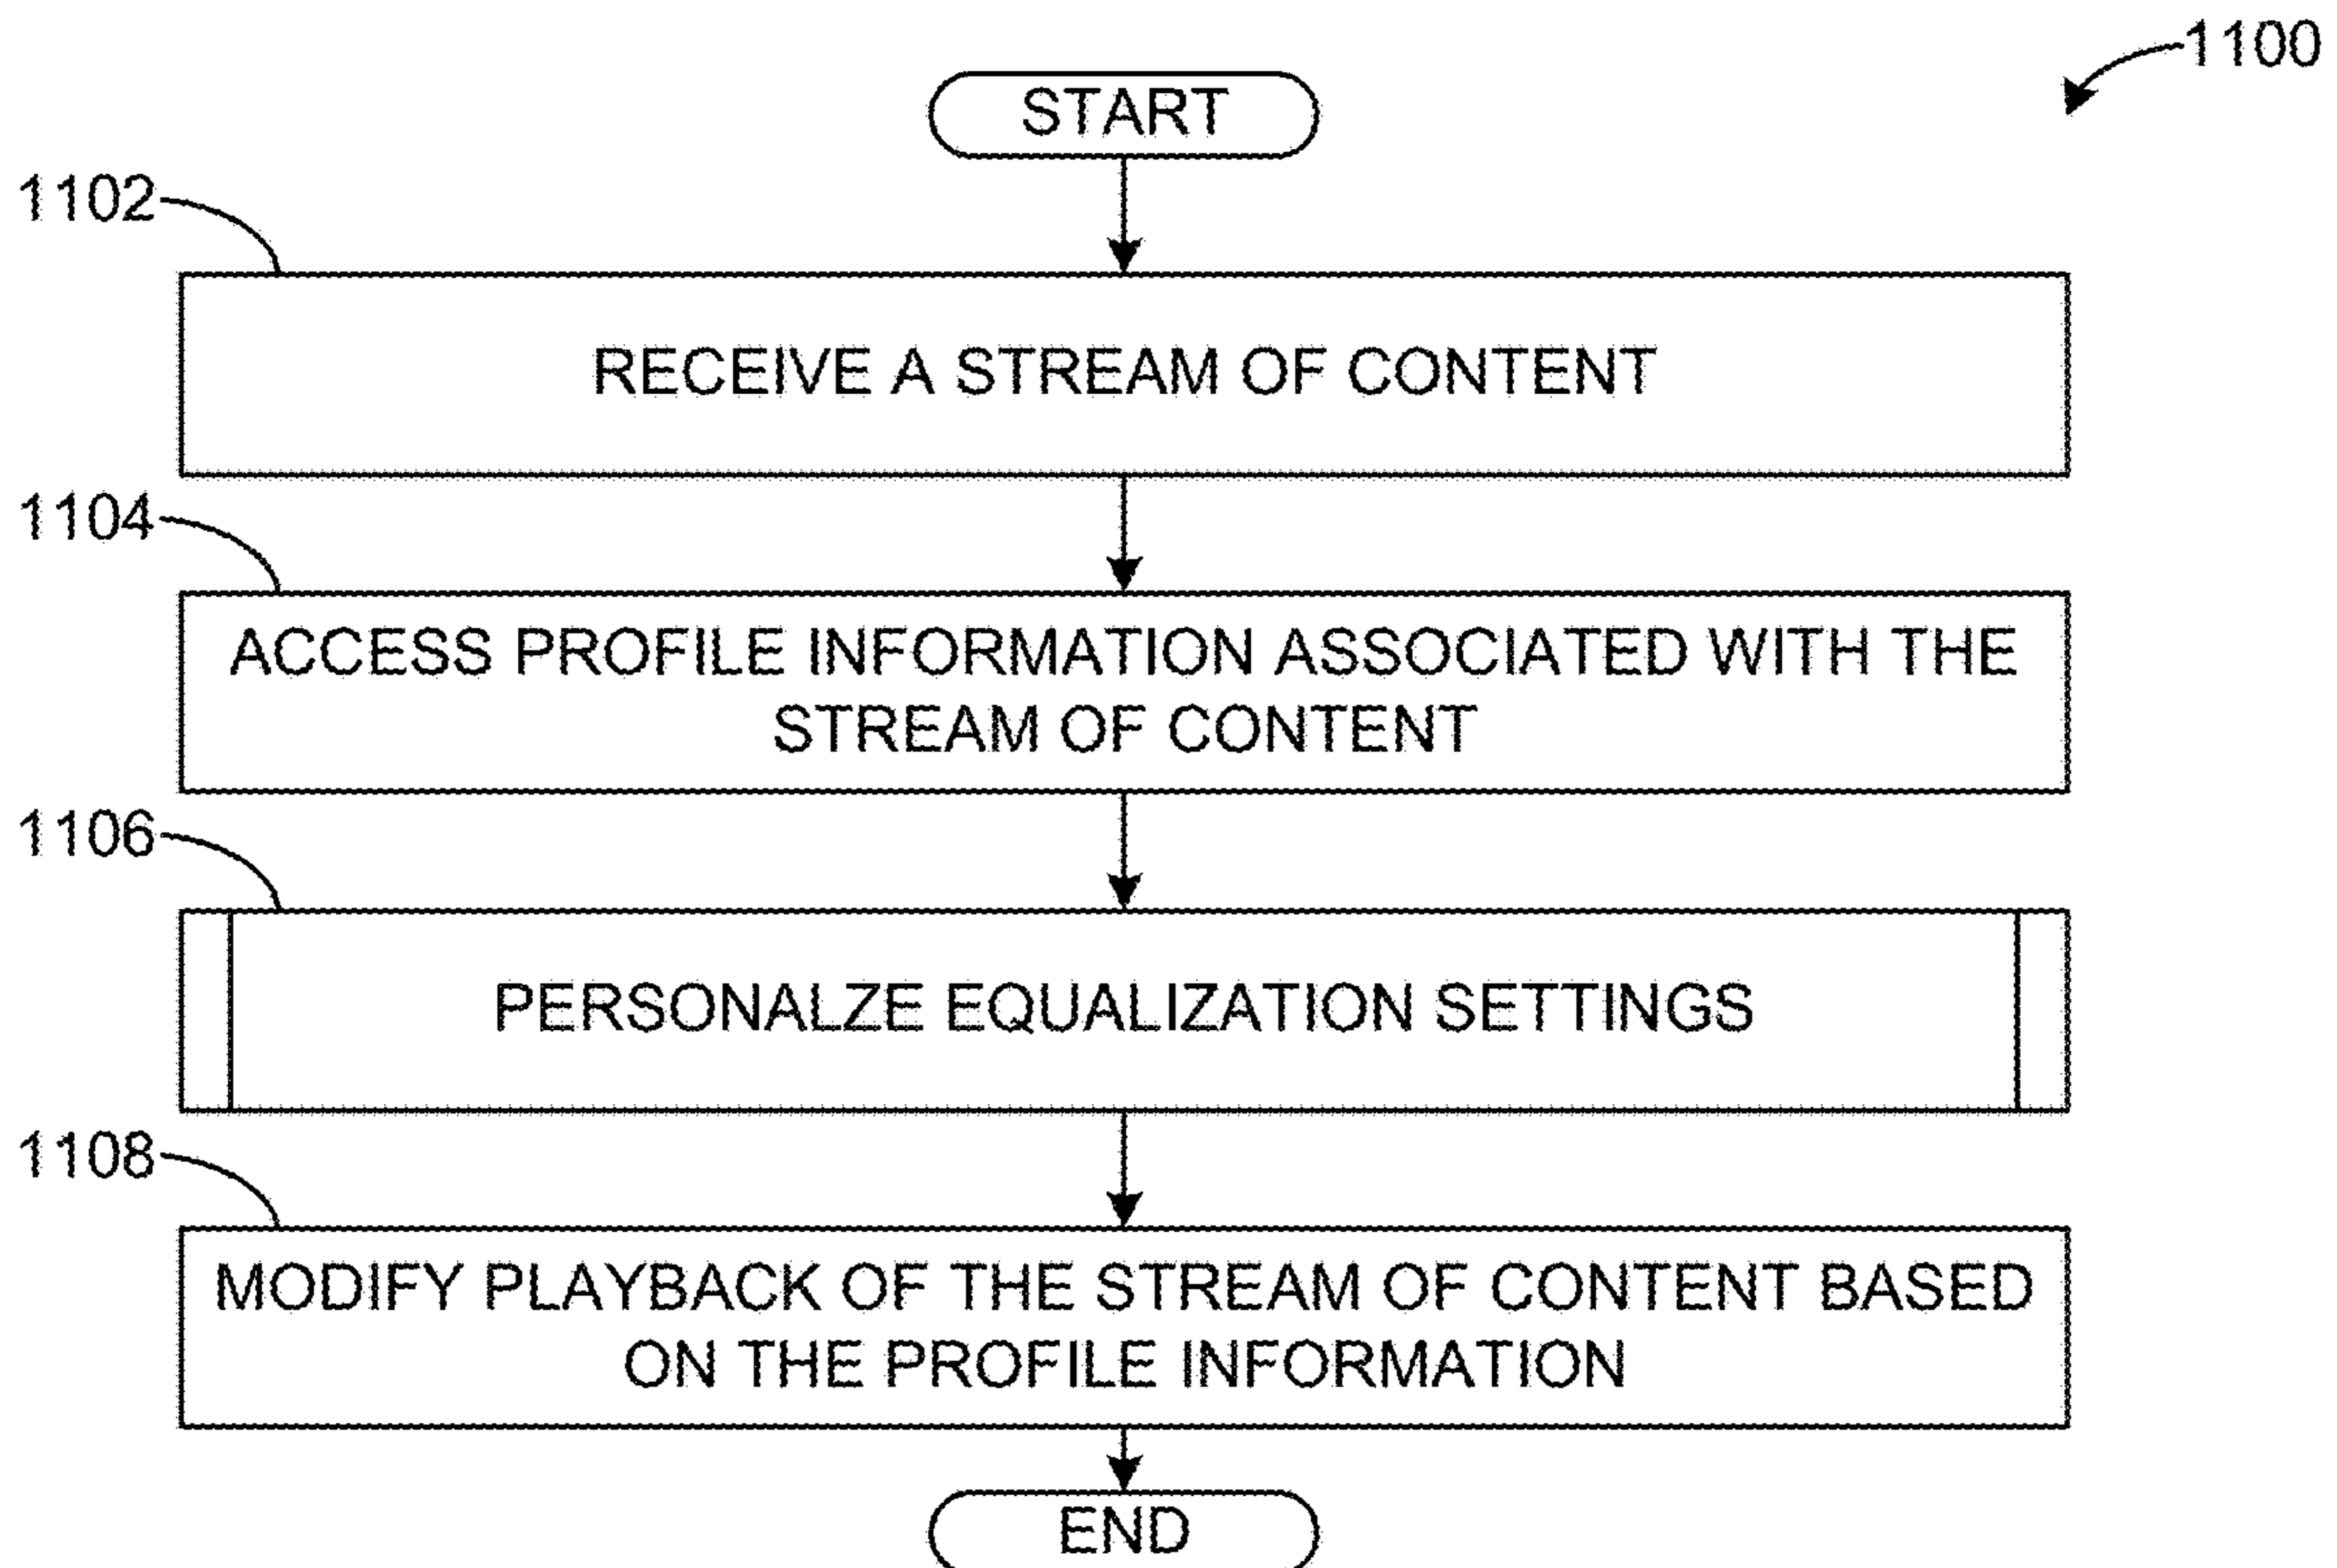 1100
START
1102
RECEIVE A STREAM OF CONTENT
1104
ACCESS PROFILE INFORMATION ASSOCIATED WITH THE
STREAM OF CONTENT
1106
PERSONALZE EQUALIZATION SETTINGS
1108
MODIFY PLAYBACK OF THE STREAM OF CONTENT BASED
ON THE PROFILE INFORMATION
END